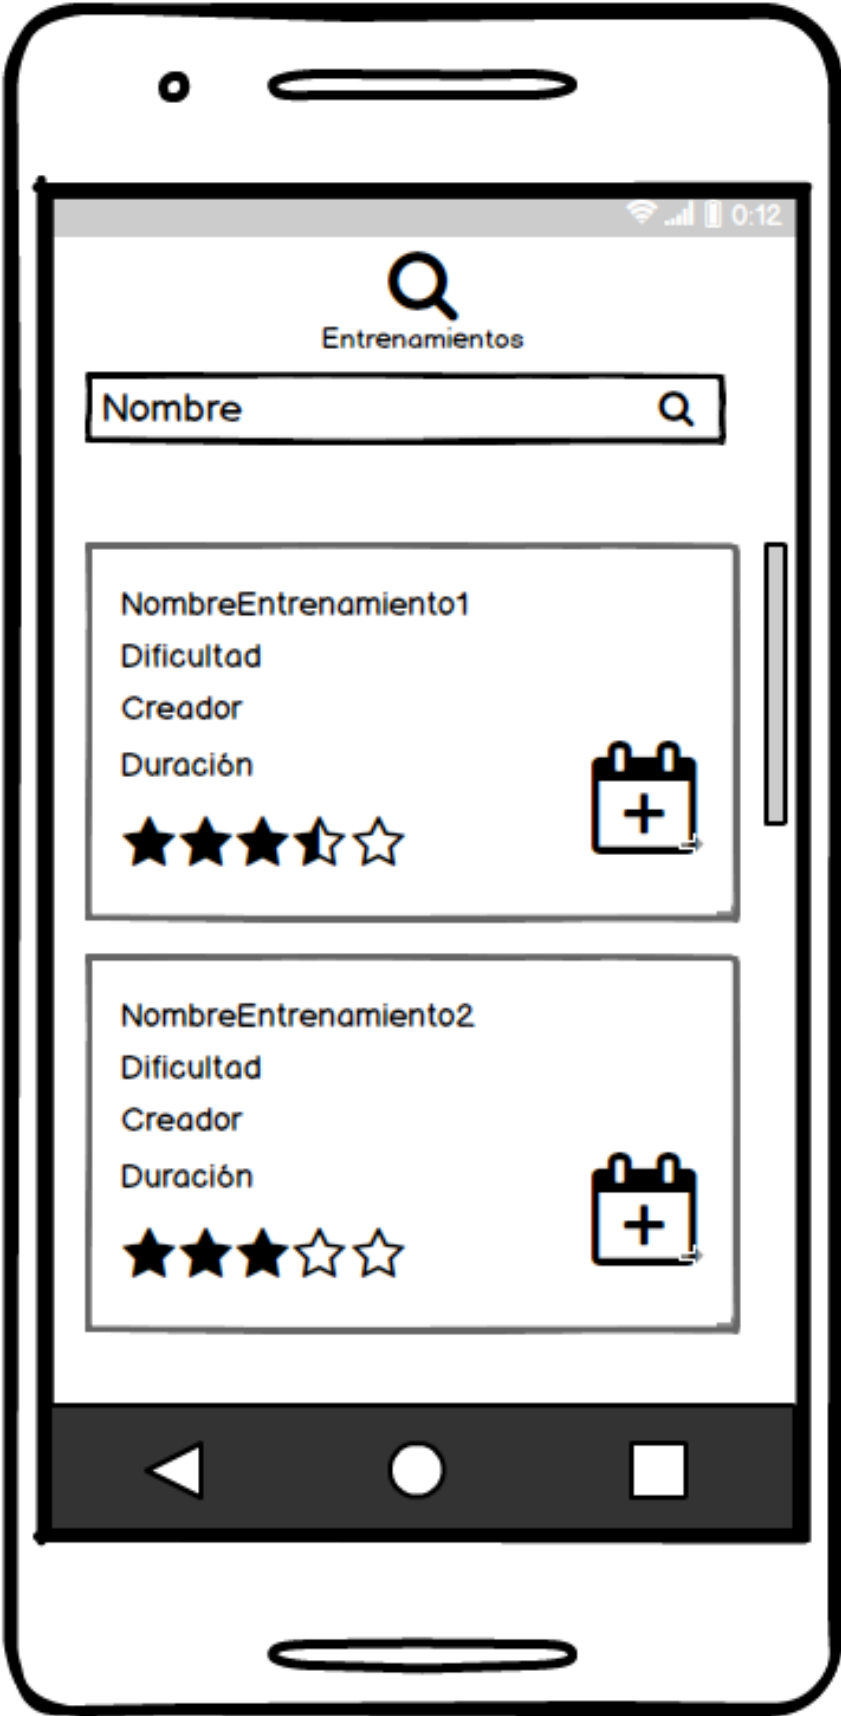 0:12
Entrenamientos
Nombre
NombreEntrenamiento1
Dificultad
Creador
Duración
NombreEntrenamiento2
Dificultad
Creador
Duración